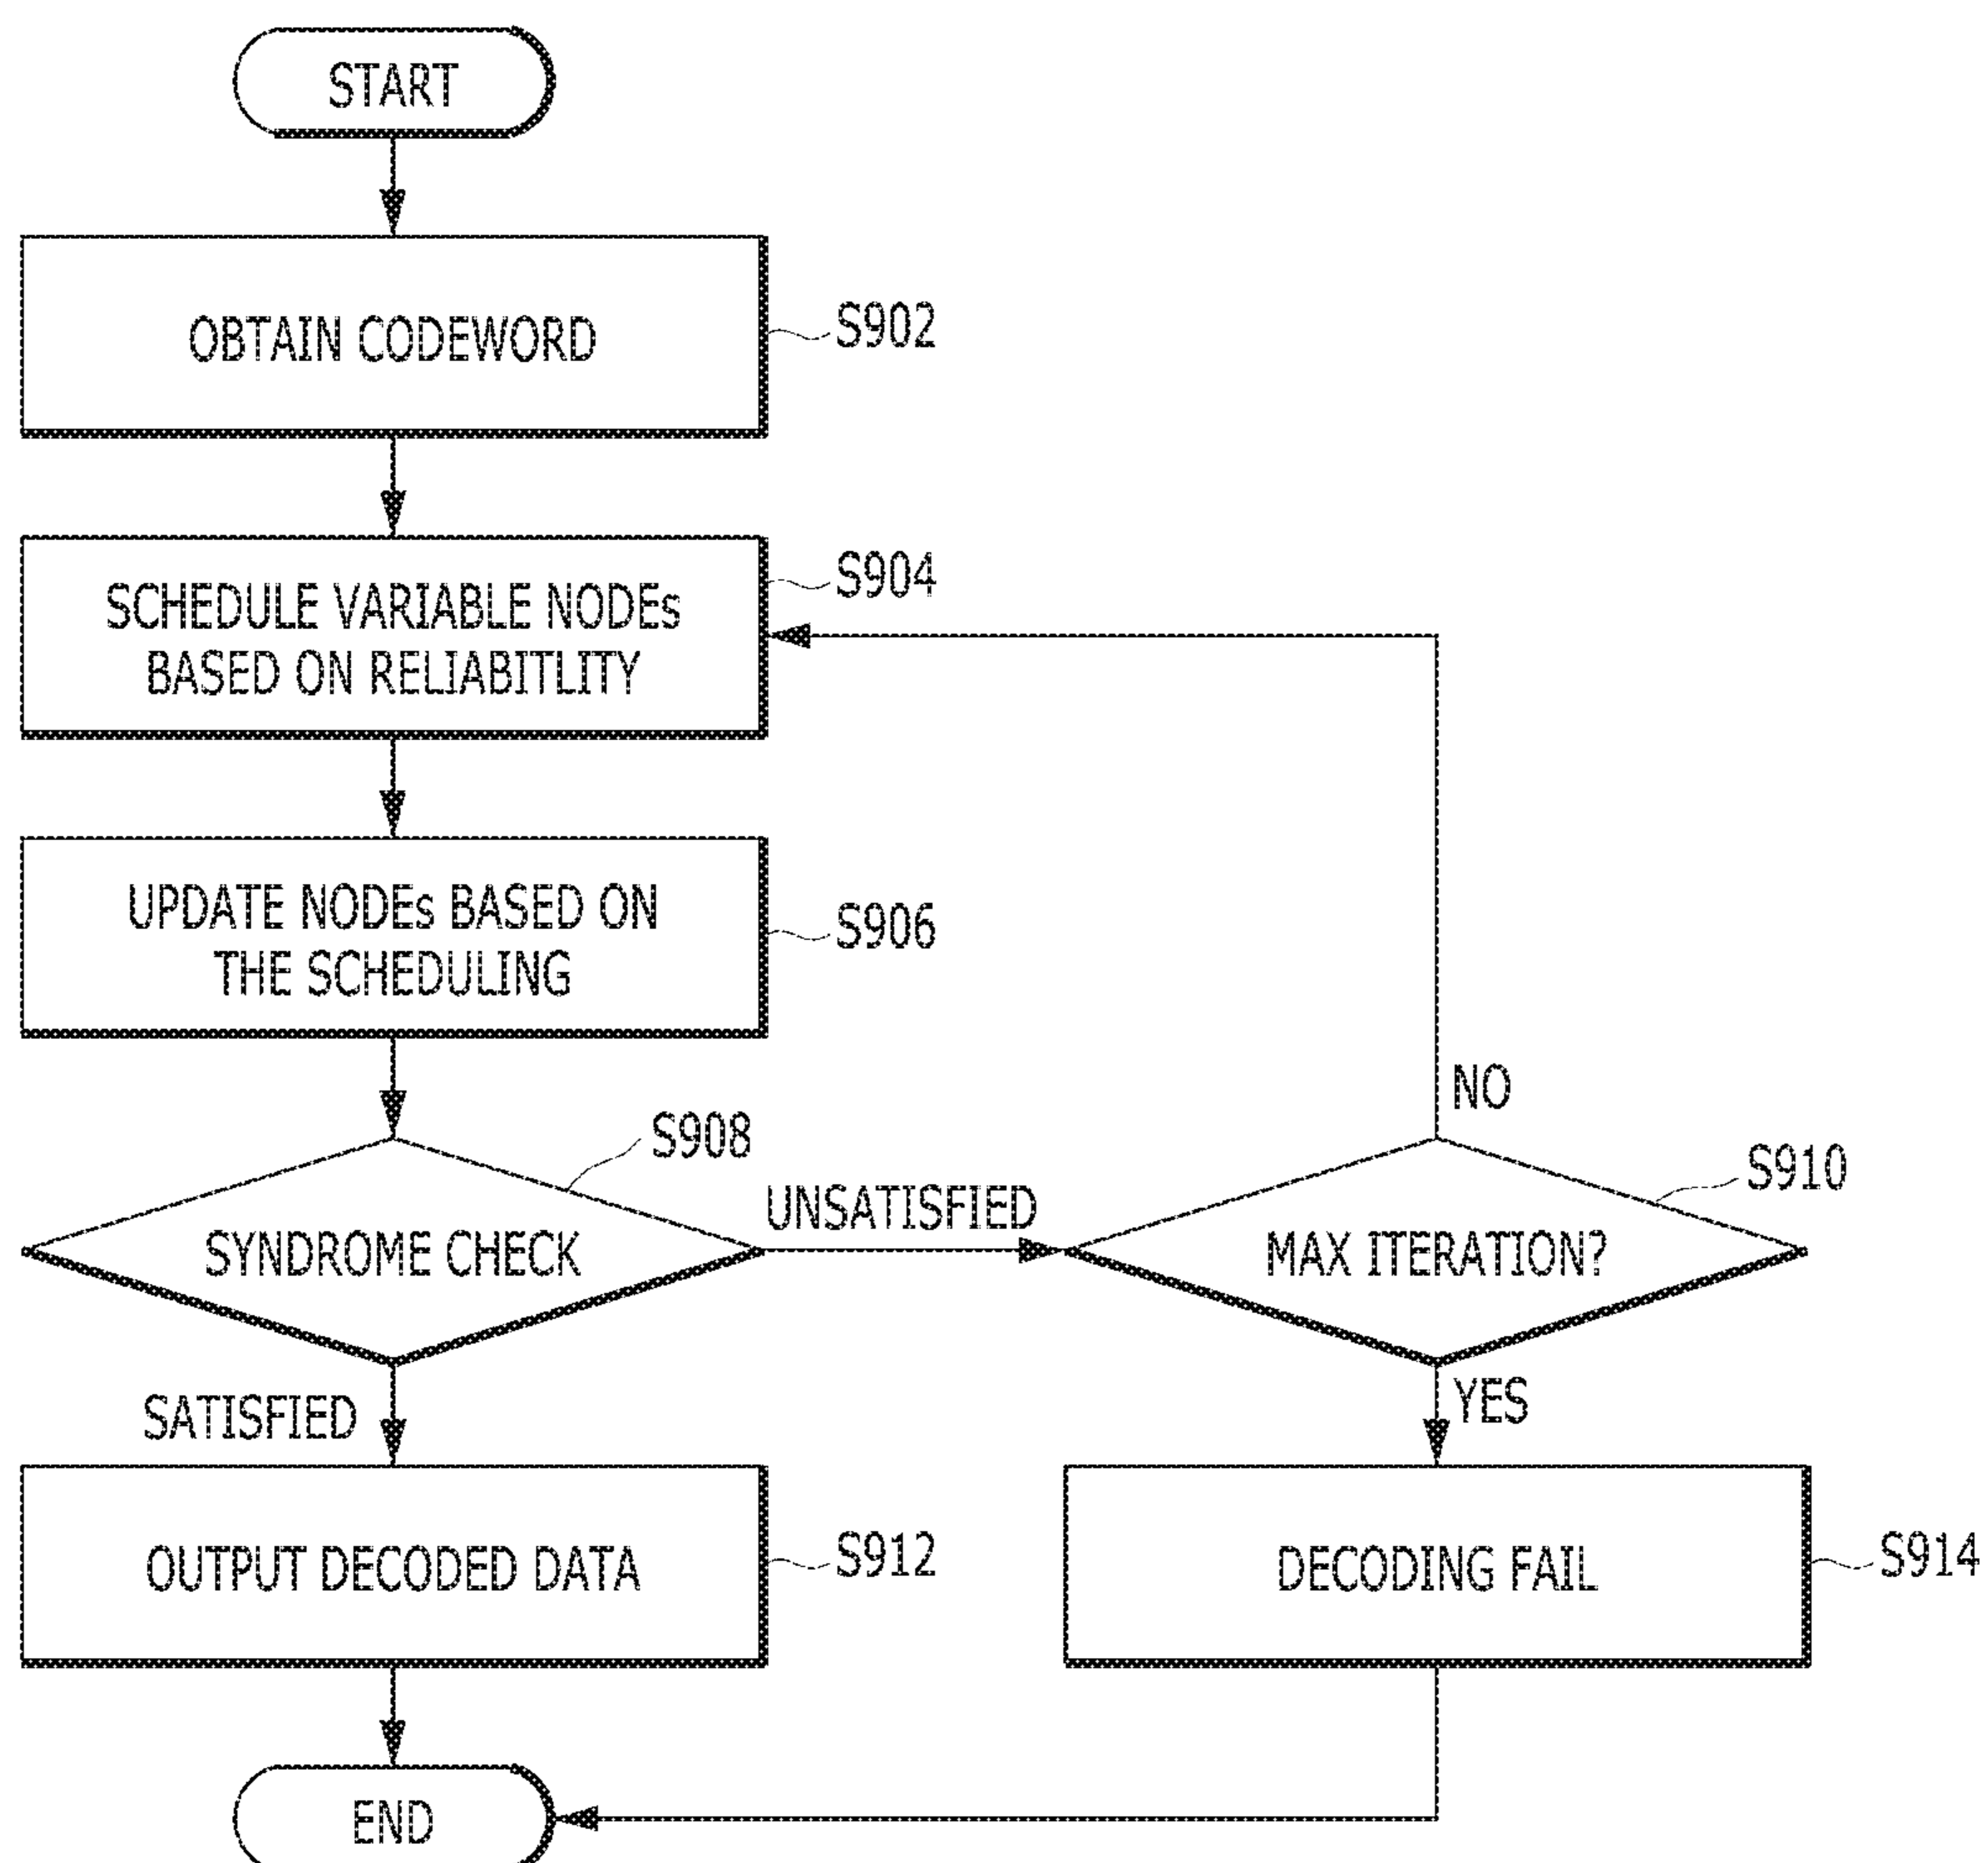 START
OBTAIN CODEWORD
S902
SCHEDULE VARIABLE NODEs
BASED ON RELIABITLITY
S904
UPDATE NODEs BASED ON
THE SCHEDULING
S906
SYNDROME CHECK
S908
UNSATISFIED
MAX ITERATION?
S910
NO
YES
SATISFIED
OUTPUT DECODED DATA
S912
DECODING FAIL
S914
END